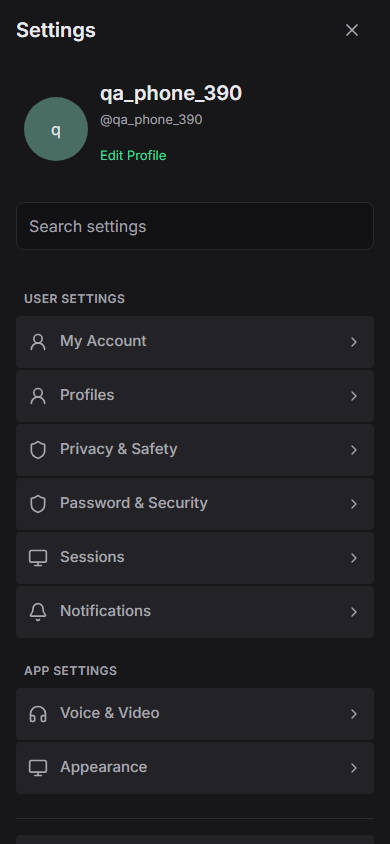 Settings
qa_phone_390
q
@qa_phone_390
Edit Profile
Search settings
USER SETTINGS
My Account
Profiles
Privacy & Safety
Password & Security
Sessions
Notifications
APP SETTINGS
Voice & Video
Appearance